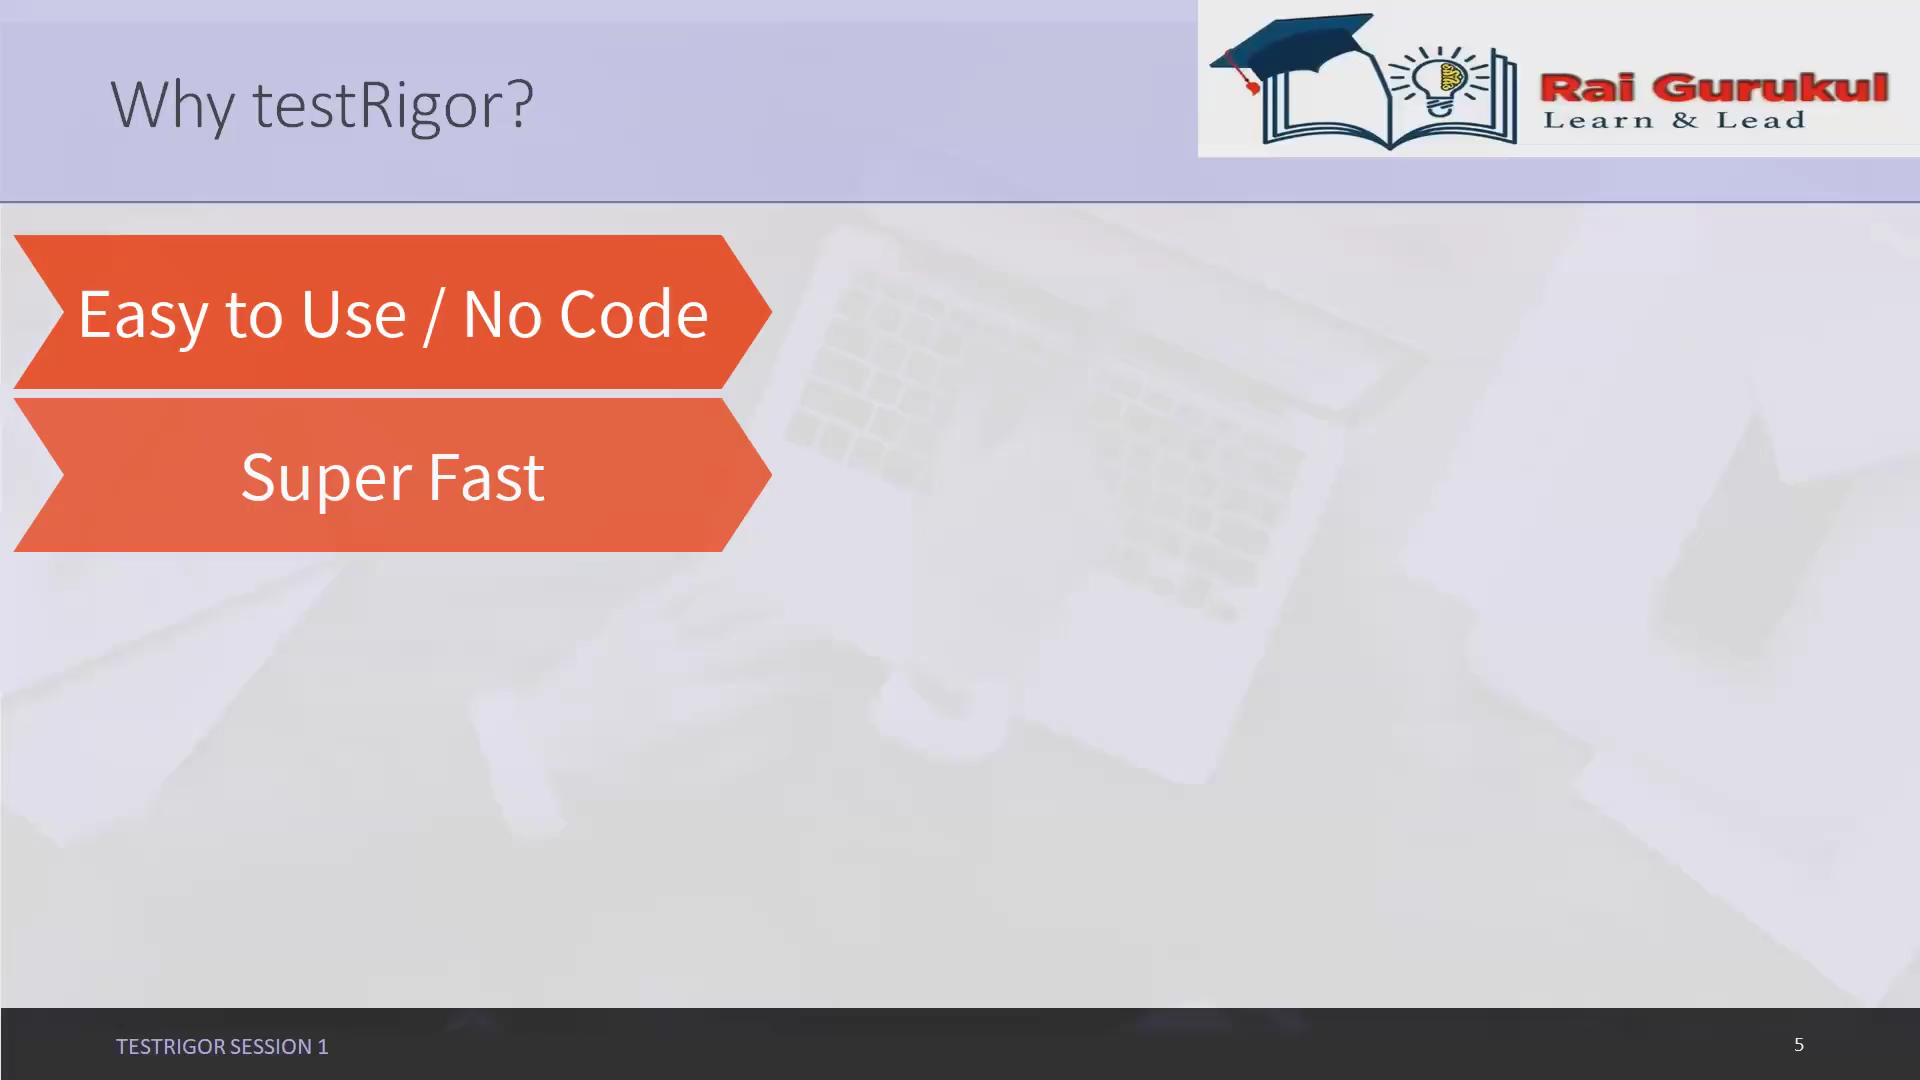 Why testRigor?
Rai Gurukul
Learn & Lead
Easy to Use / No Code
Super Fast
TESTRIGOR SESSION 1
5